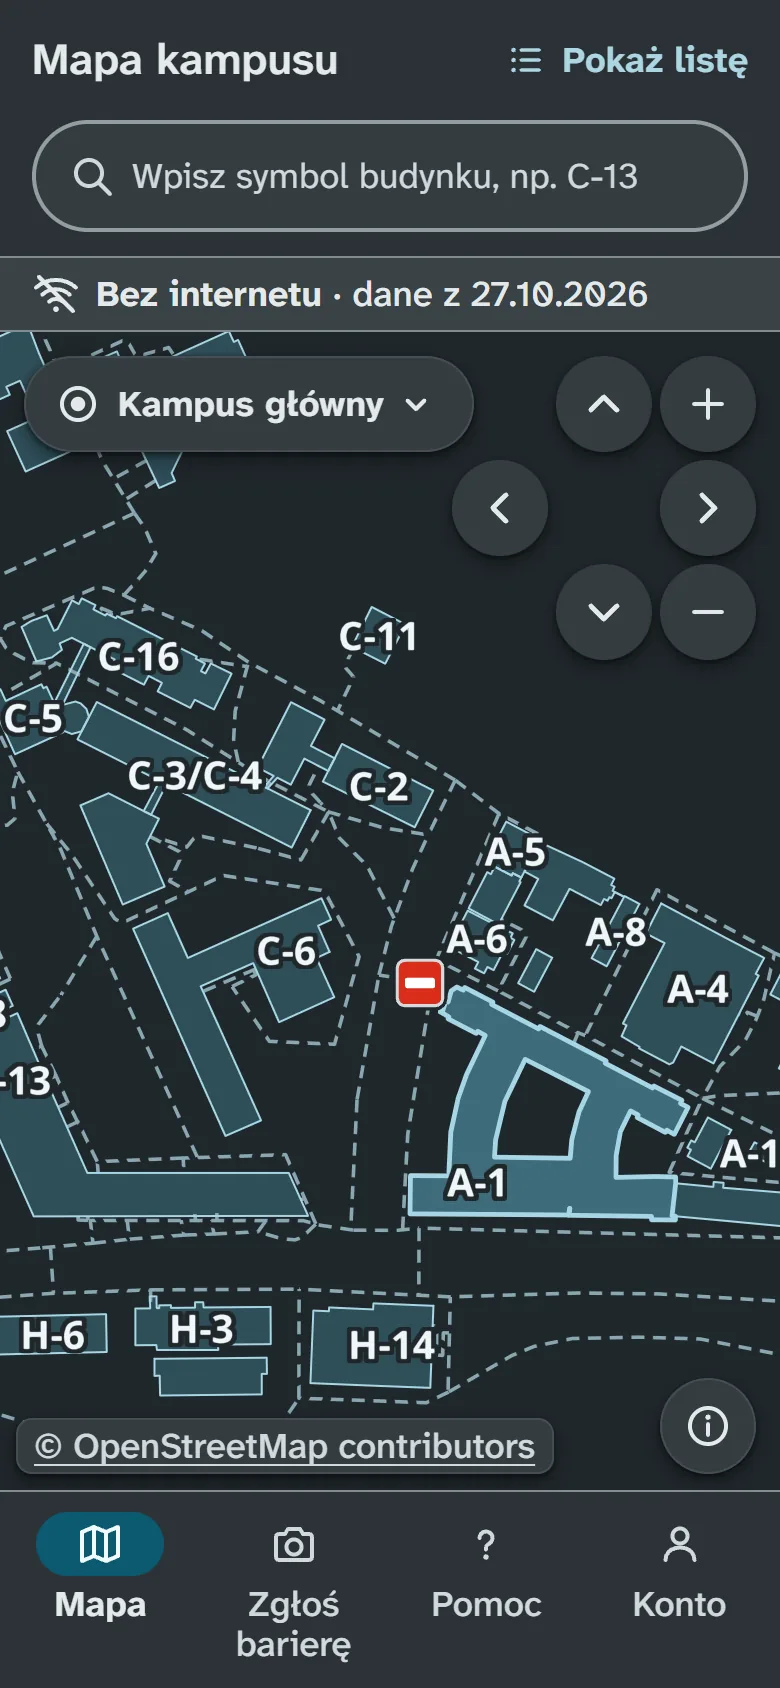 Mapa kampusu
Pokaż listę
Wpisz symbol budynku, np. C-13
Bez internetu · dane z 27.10.2026
Kampus główny
C-11
C-16
C-5
C-3/C-4
C-2
A-5
A-6
A-8
C-6
A-4
-13
A-1
A-1
H-6
H-3
H-14
© OpenStreetMap contributors
Mapa
Zgłoś
barierę
Pomoc
Konto